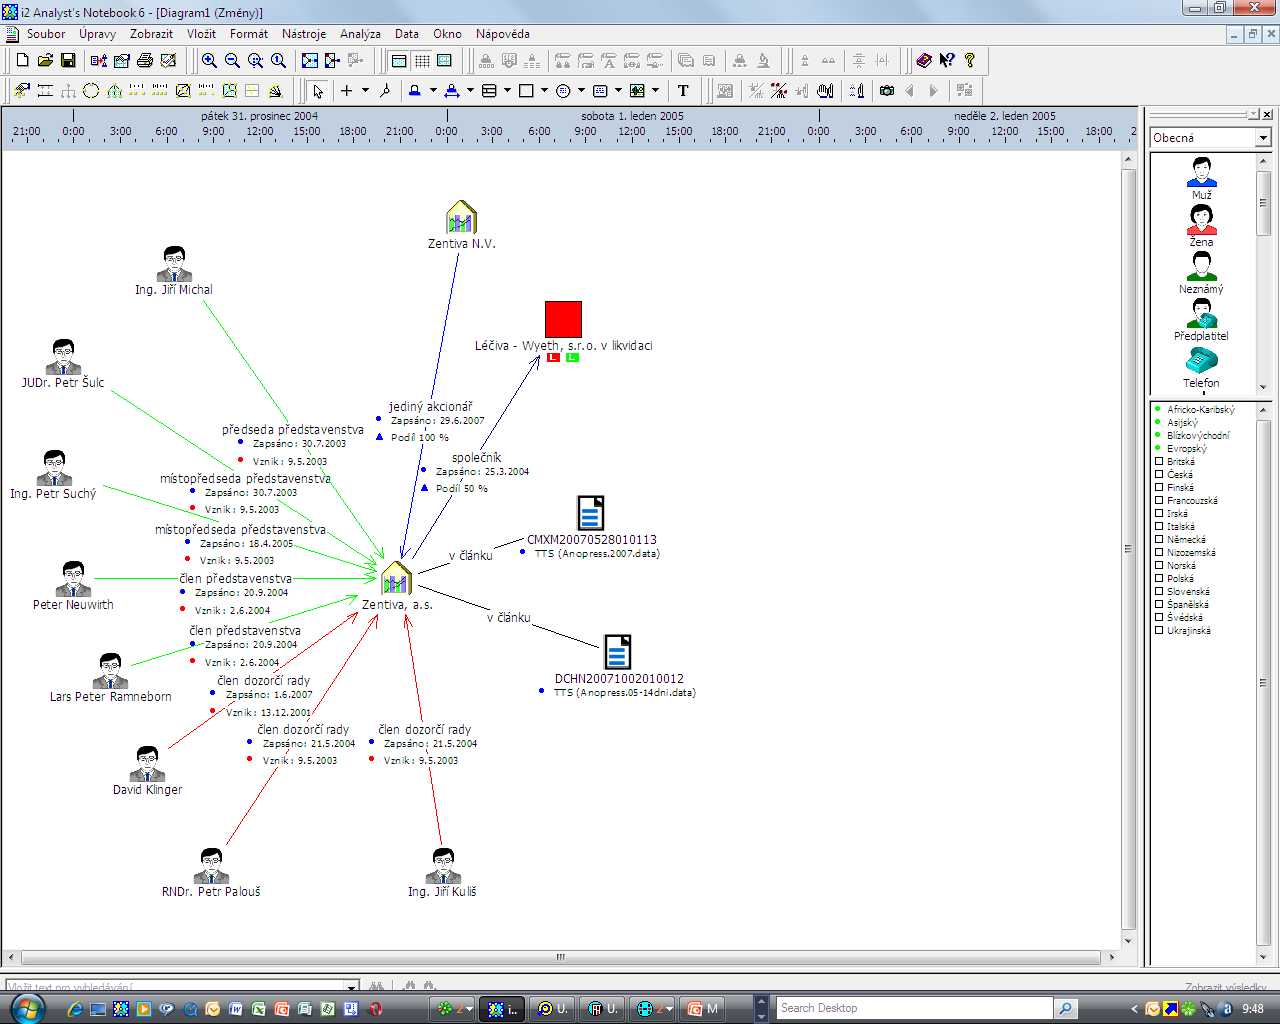 i2 Analyst's Notebook 6 - [Diagram1 (Změny)]
Soubor Úpravy Zobrazit Vložit Formát Nástroje Analýza Data Okno Nápověda
pátek 31. prosinec 2004 sobota 1. leden 2005 neděle 2. leden 2005
21:00 0:00 3:00 6:00 9:00 12:00 15:00 18:00 21:00 0:00 3:00 6:00 9:00 12:00 15:00 18:00 21:00 0:00 3:00 6:00 9:00 12:00 15:00 18:00 2
Obecná
Muž
Žena
Neznámý
Předplatitel
Telefon
Africko-Karibský
Asijský
Blízkovýchodní
Evropský
Britská
Česká
Finská
Francouzská
Irská
Italská
Německá
Nizozemská
Norská
Polská
Slovenská
Španělská
Švédská
Ukrajinská
Zentiva N.V.
Ing. Jiří Michal
Léčiva - Wyeth, s.r.o. v likvidaci
L L
JUDr. Petr Šulc
jediný akcionář
Zapsáno: 29.6.2007
Podíl 100 %
předseda představenstva
Zapsáno: 30.7.2003
Vznik: 9.5.2003
společník
Zapsáno: 25.3.2004
Podíl 50 %
místopředseda představenstva
Zapsáno: 30.7.2003
Vznik: 9.5.2003
Ing. Petr Suchý
místopředseda představenstva
Zapsáno: 18.4.2005
Vznik: 9.5.2003
CMXM20070528010113
TTS (Anopress.2007.data)
v článku
člen představenstva
Zapsáno: 20.9.2004
Vznik: 2.6.2004
Peter Neuwirth
Zentiva, a.s.
v článku
člen představenstva
Zapsáno: 20.9.2004
Vznik: 2.6.2004
DCHN20071002010012
TTS (Anopress.05-14dni.data)
Lars Peter Ramneborn
člen dozorčí rady
Zapsáno: 1.6.2007
Vznik: 13.12.2001
člen dozorčí rady
Zapsáno: 21.5.2004
Vznik: 9.5.2003
člen dozorčí rady
Zapsáno: 21.5.2004
Vznik: 9.5.2003
David Klinger
RNDr. Petr Palouš
Ing. Jiří Kuliš
Vložit text pro vyhledávání
Zobrazit výsledky
2 i.. U. U. 2 M
Search Desktop
9:48